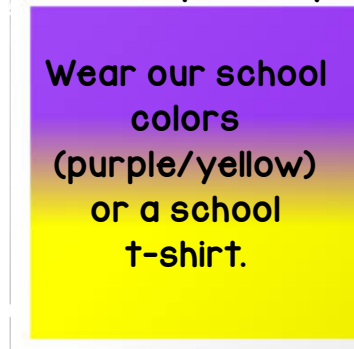 Wear our school
colors
(purple/yellow)
or a school
t-shirt.